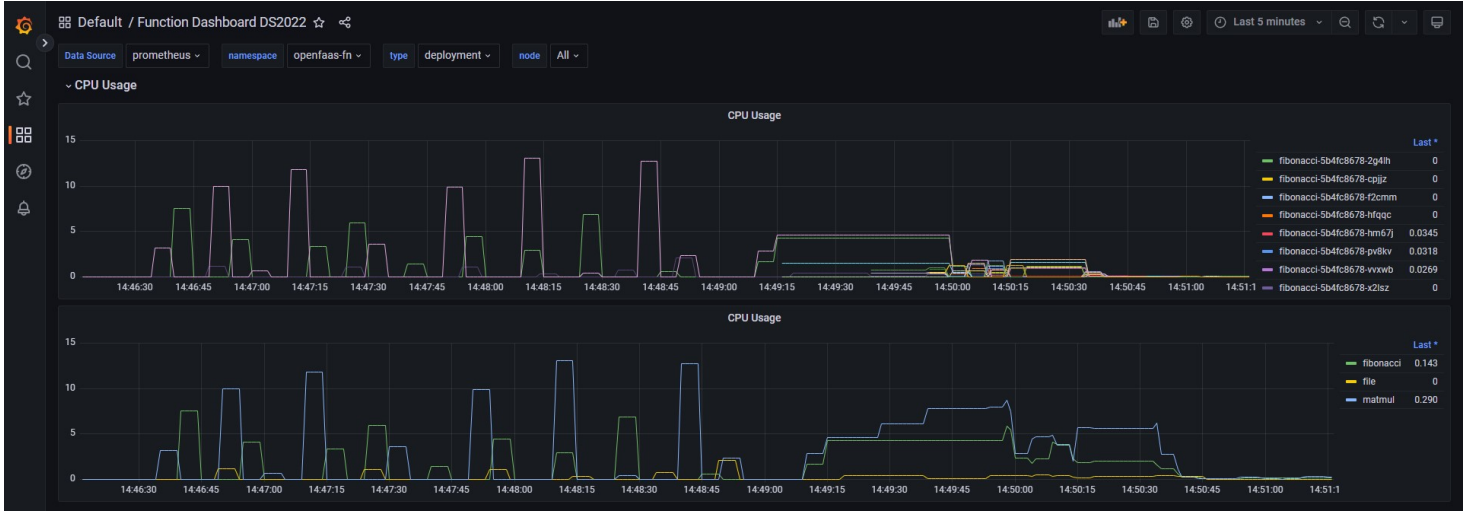 Default / Function Dashboard DS2022
Last 5 minutes
Data Source prometheus namespace openfaas-fn type deployment node All
CPU Usage
CPU Usage
15
10
5
0
14:46:30 14:46:45 14:47:00 14:47:15 14:47:30 14:47:45 14:48:00 14:48:15 14:48:30 14:48:45 14:49:00 14:49:15 14:49:30 14:49:45 14:50:00 14:50:15 14:50:30 14:50:45 14:51:00 14:51:1
Last *
fibonacci-5b4fc8678-2g4lh 0
fibonacci-5b4fc8678-cpjjz 0
fibonacci-5b4fc8678-f2cmm 0
fibonacci-5b4fc8678-hfqqc 0
fibonacci-5b4fc8678-hm67j 0.0345
fibonacci-5b4fc8678-pv8kv 0.0318
fibonacci-5b4fc8678-vvxwb 0.0269
fibonacci-5b4fc8678-x2lsz 0
CPU Usage
15
10
5
0
14:46:30 14:46:45 14:47:00 14:47:15 14:47:30 14:47:45 14:48:00 14:48:15 14:48:30 14:48:45 14:49:00 14:49:15 14:49:30 14:49:45 14:50:00 14:50:15 14:50:30 14:50:45 14:51:00 14:51:1
Last *
fibonacci 0.143
file 0
matmul 0.290